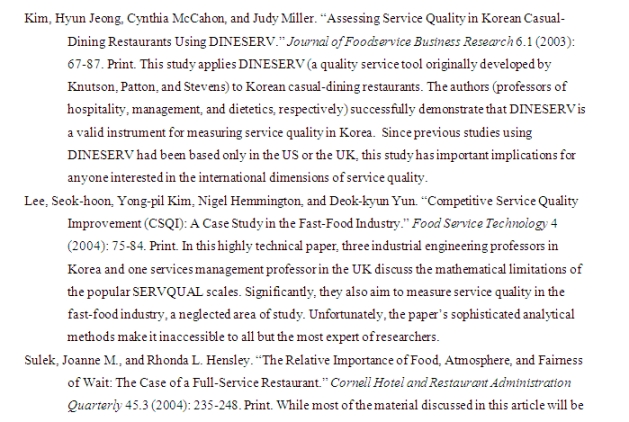 Kim, Hyun Jeong, Cynthia McCahon, and Judy Miller. “Assessing Service Quality in Korean Casual-
Dining Restaurants Using DINESERV.” Journal of Foodservice Business Research 6.1 (2003):
67-87. Print. This study applies DINESERV (a quality service tool originally developed by
Knutson, Patton, and Stevens) to Korean casual-dining restaurants. The authors (professors of
hospitality, management, and dietetics, respectively) successfully demonstrate that DINESERV is
a valid instrument for measuring service quality in Korea.  Since previous studies using
DINESERV had been based only in the US or the UK, this study has important implications for
anyone interested in the international dimensions of service quality.
Lee, Seok-hoon, Yong-pil Kim, Nigel Hemmington, and Deok-kyun Yun. “Competitive Service Quality
Improvement (CSQI): A Case Study in the Fast-Food Industry.” Food Service Technology 4
(2004): 75-84. Print. In this highly technical paper, three industrial engineering professors in
Korea and one services management professor in the UK discuss the mathematical limitations of
the popular SERVQUAL scales. Significantly, they also aim to measure service quality in the
fast-food industry, a neglected area of study. Unfortunately, the paper’s sophisticated analytical
methods make it inaccessible to all but the most expert of researchers.
Sulek, Joanne M., and Rhonda L. Hensley. “The Relative Importance of Food, Atmosphere, and Fairness
of Wait: The Case of a Full-Service Restaurant.” Cornell Hotel and Restaurant Administration
Quarterly 45.3 (2004): 235-248. Print. While most of the material discussed in this article will be